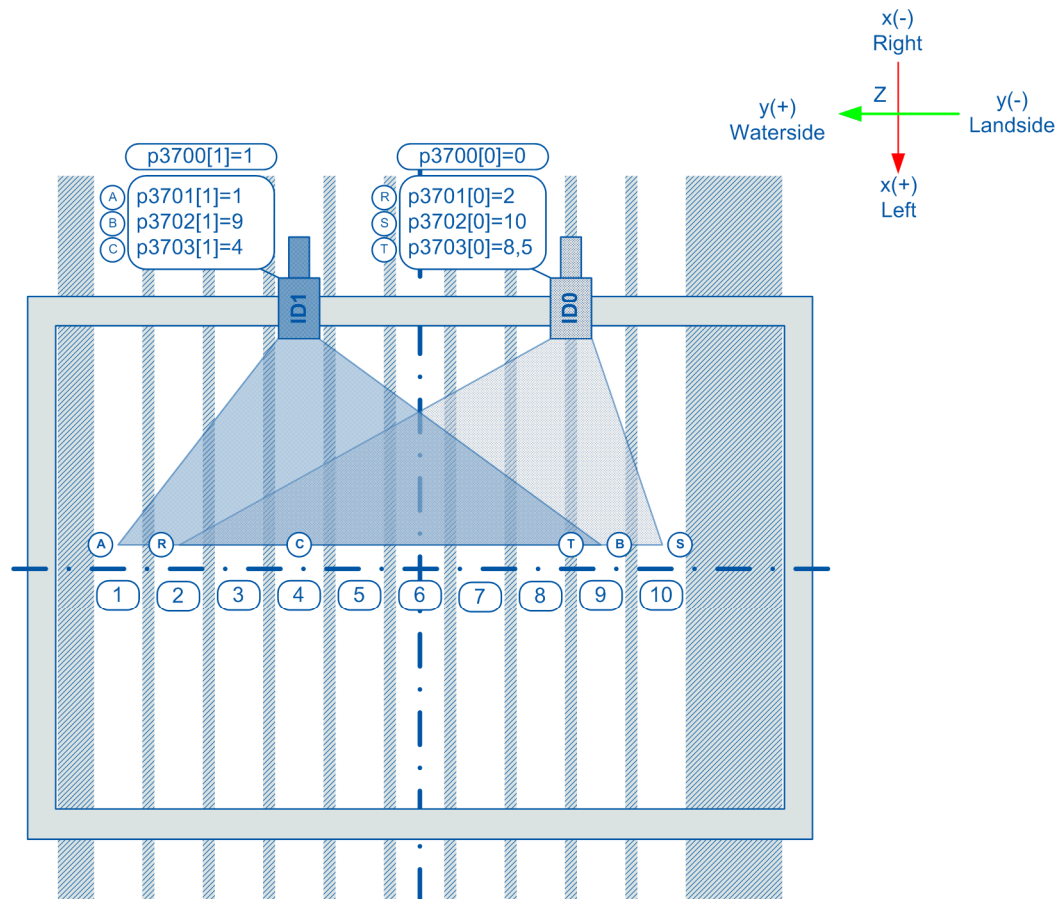 x(-)
Right
Z
y(+)
Waterside
y(-)
Landside
x(+)
Left
p3700[1]=1
p3700[0]=0
A p3701[1]=1
B p3702[1]=9
C p3703[1]=4
R p3701[0]=2
S p3702[0]=10
T p3703[0]=8,5
ID1
ID0
A R C T B S
1 2 3 4 5 6 7 8 9 10